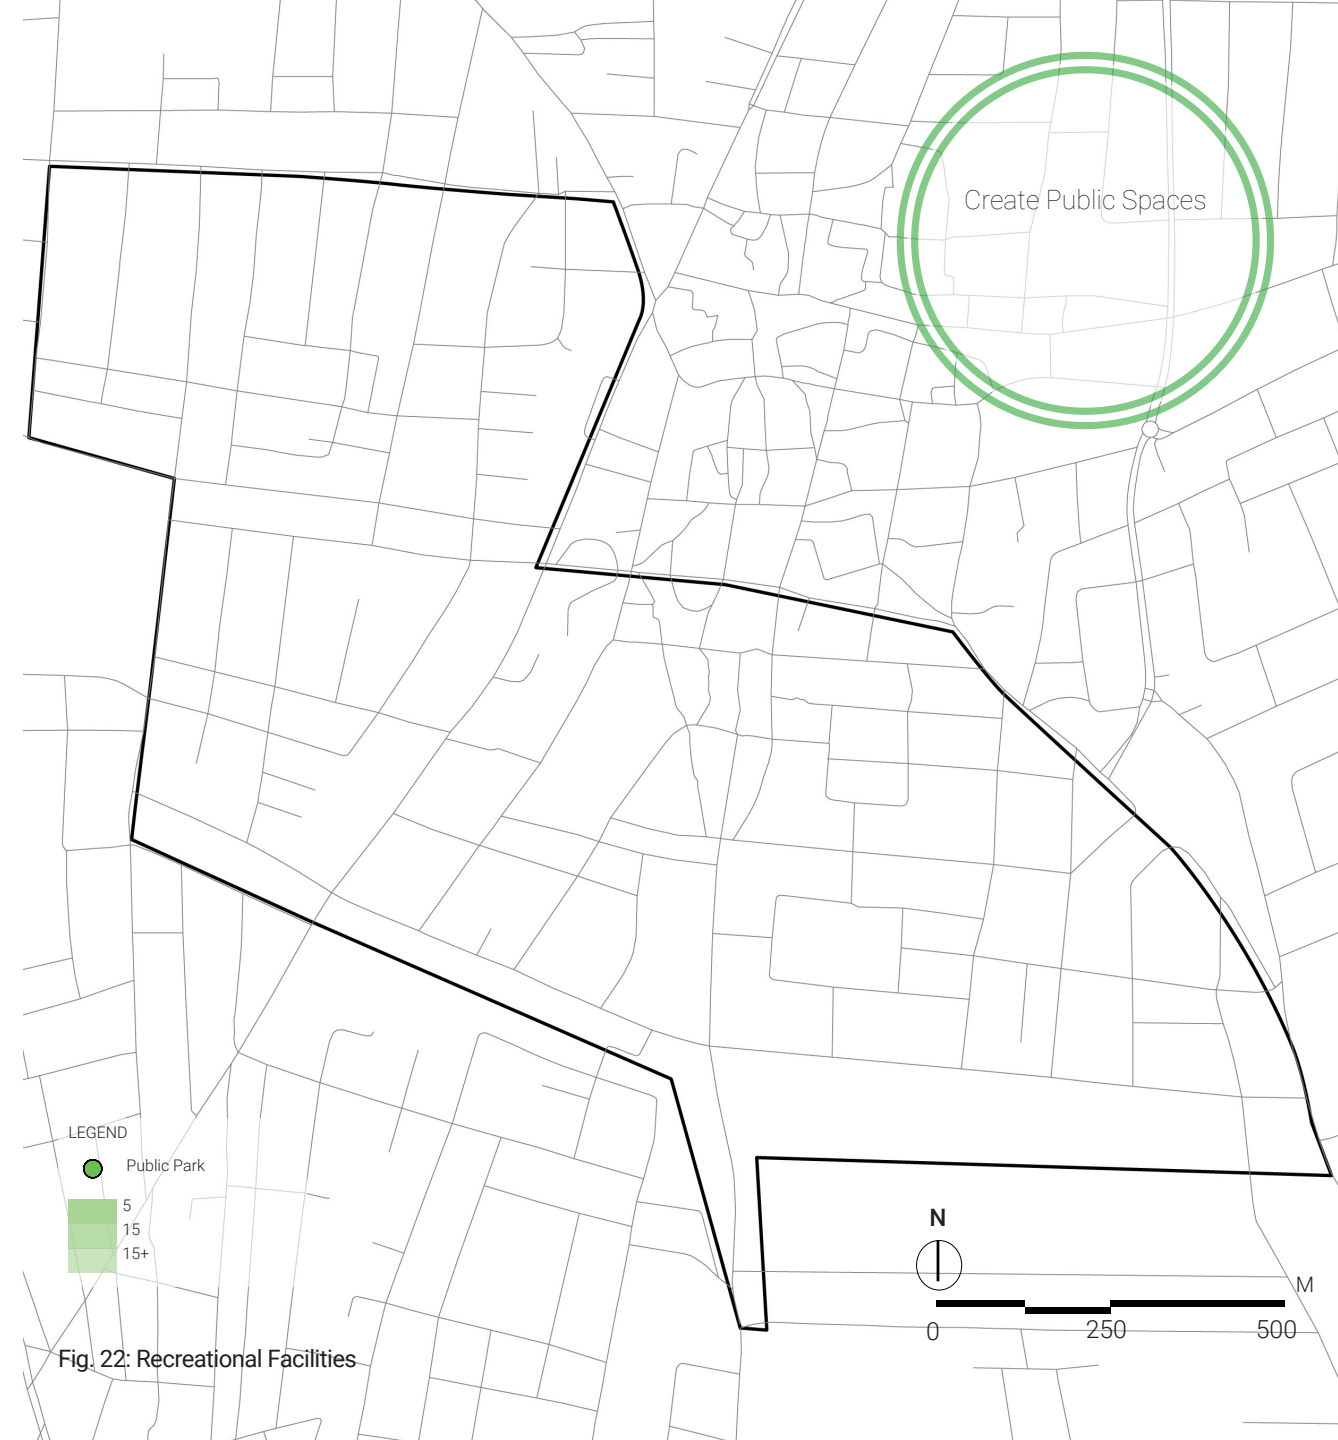 Create Public Spaces
LEGEND
Public Park
5
15
15+
N
M
0 250 500
Fig. 22: Recreational Facilities